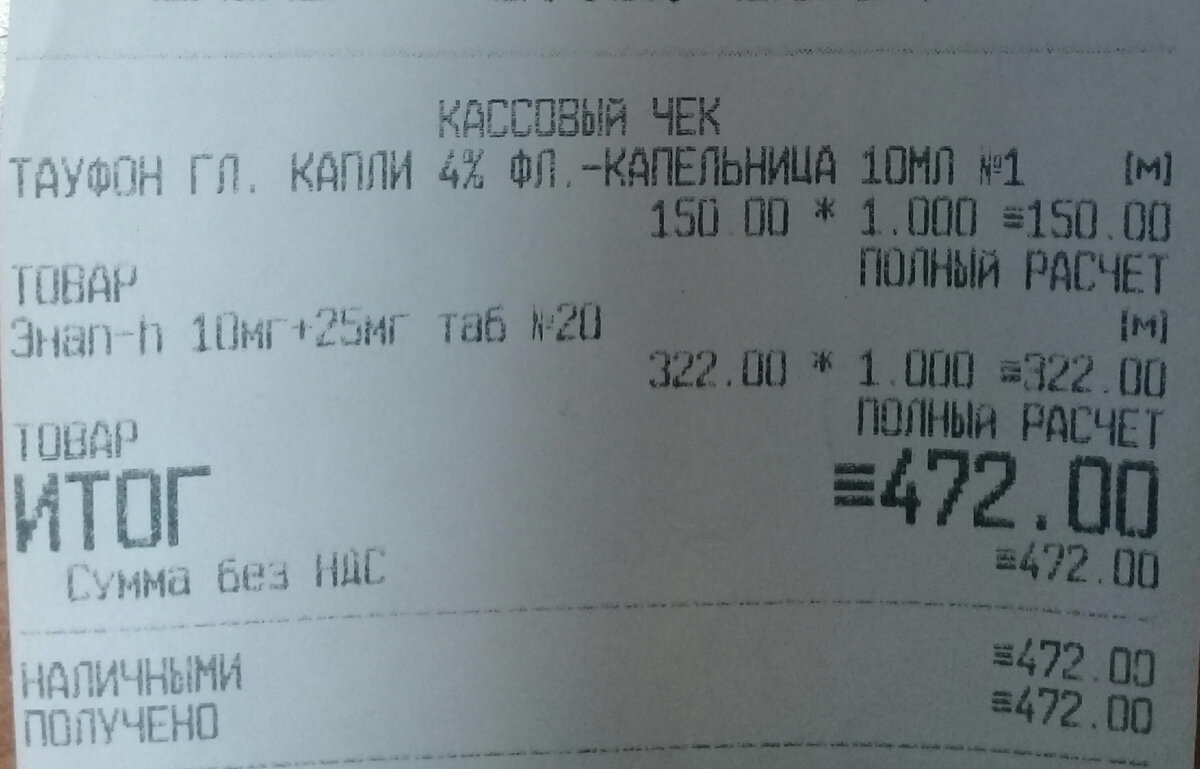 КАССОВЫЙ ЧЕК
ТАУФОН ГЛ. КАПЛИ 4% ФЛ.-КАПЕЛЬНИЦА 10МЛ №1 [м]
150.00 * 1.000 ≡150.00
ТОВАР ПОЛНЫЙ РАСЧЕТ
Энап-h 10мг+25мг таб №20 [м]
322.00 * 1.000 ≡322.00
ТОВАР ПОЛНЫЙ РАСЧЕТ
ИТОГ ≡472.00
Сумма без НДС ≡472.00
НАЛИЧНЫМИ ≡472.00
ПОЛУЧЕНО ≡472.00